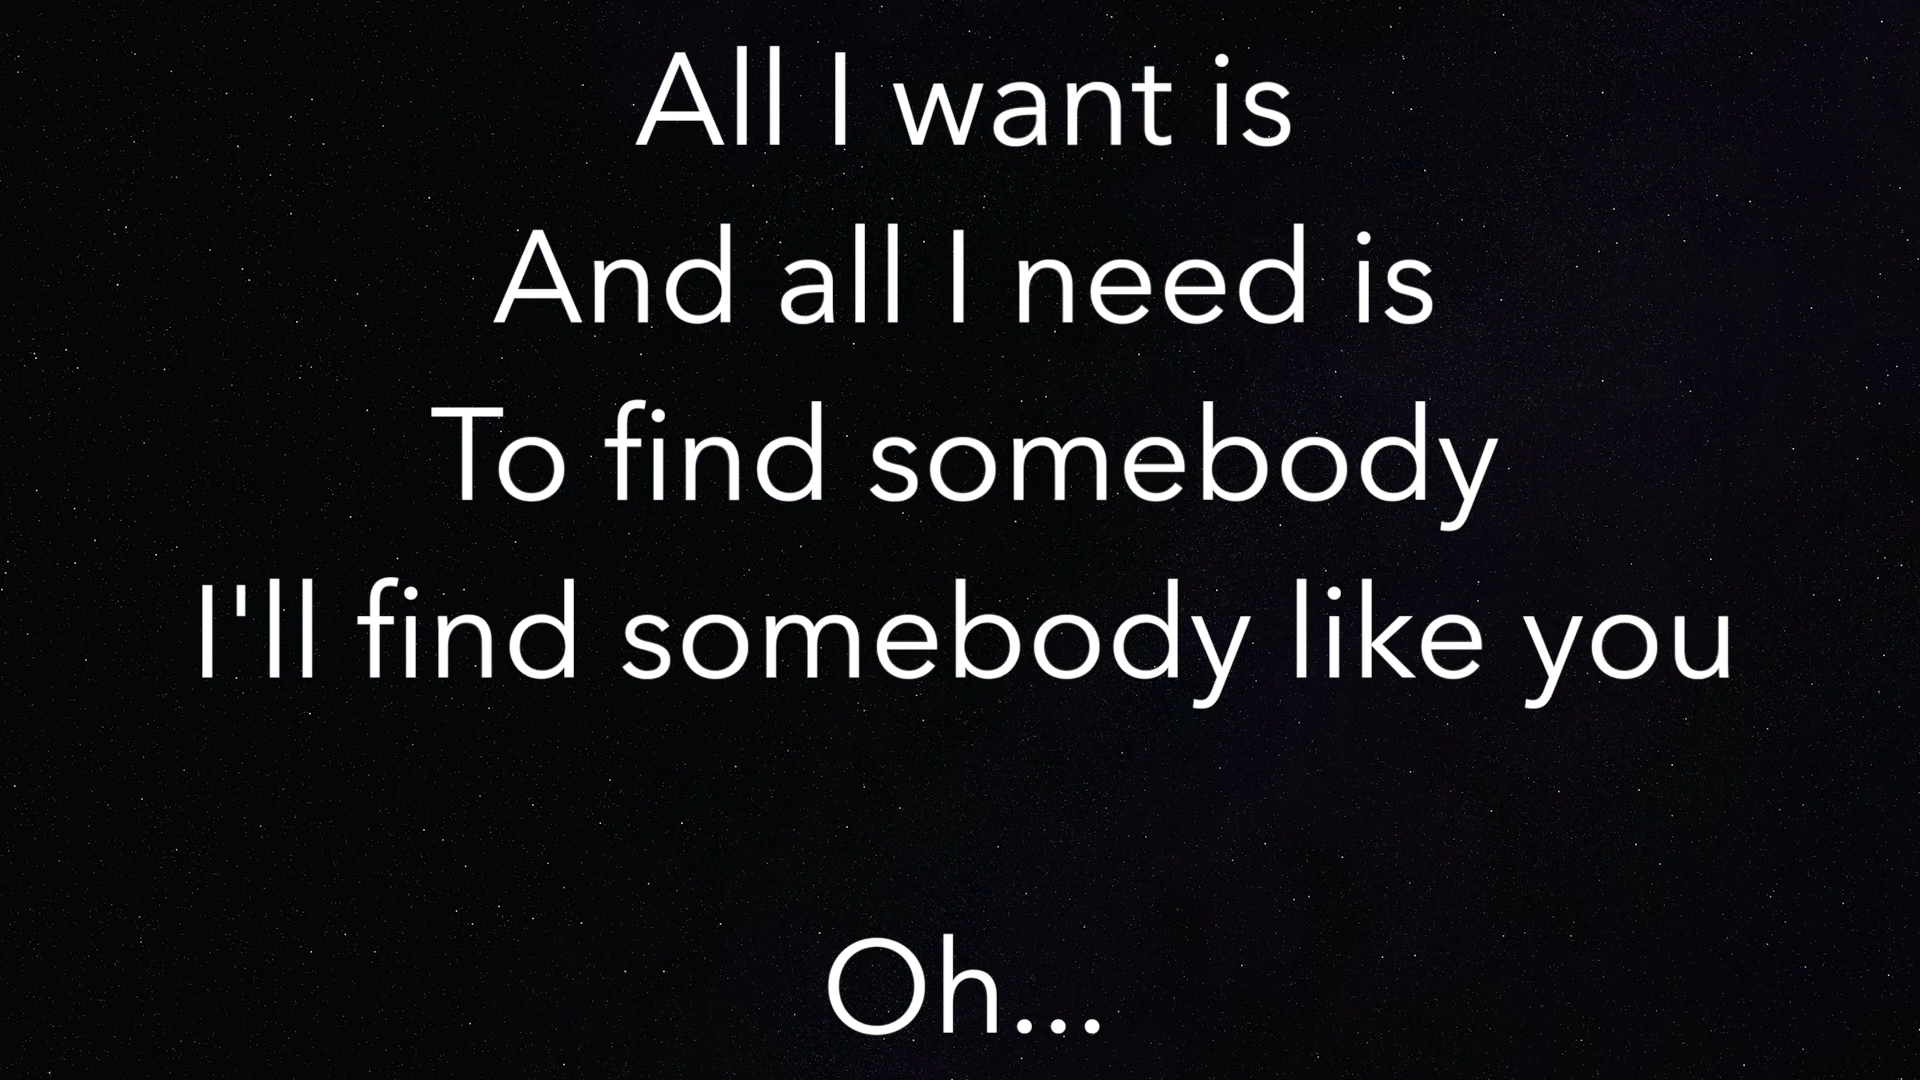 All I want is
And all I need is
To find somebody
I'll find somebody like you
Oh...